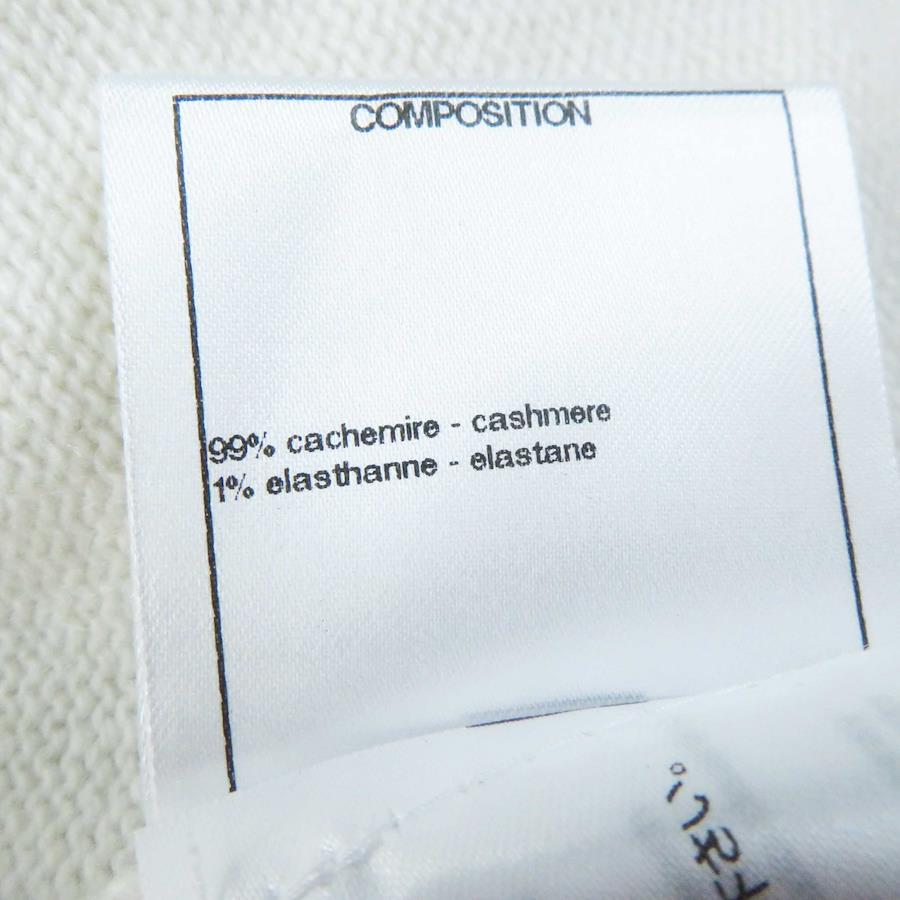 COMPOSITION
99% cachemire - cashmere
1% elasthanne - elastane